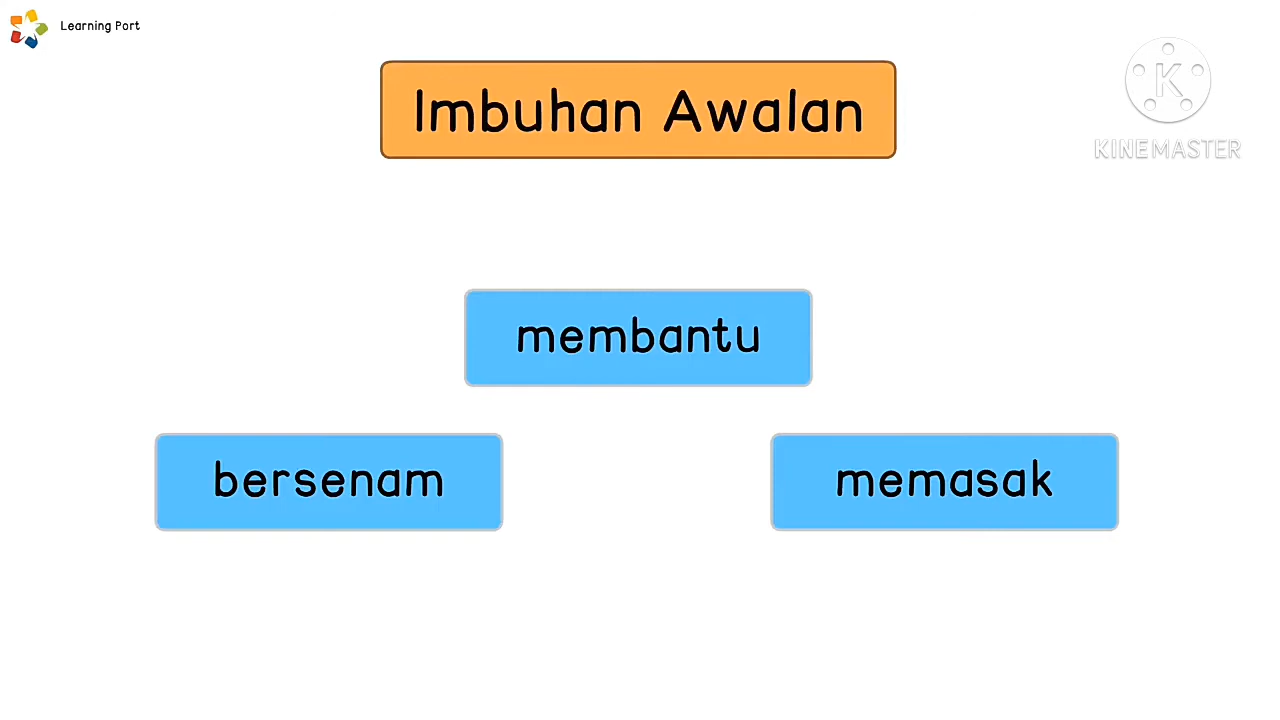 Learning Port
Imbuhan Awalan
K
KINEMASTER
membantu
bersenam
memasak